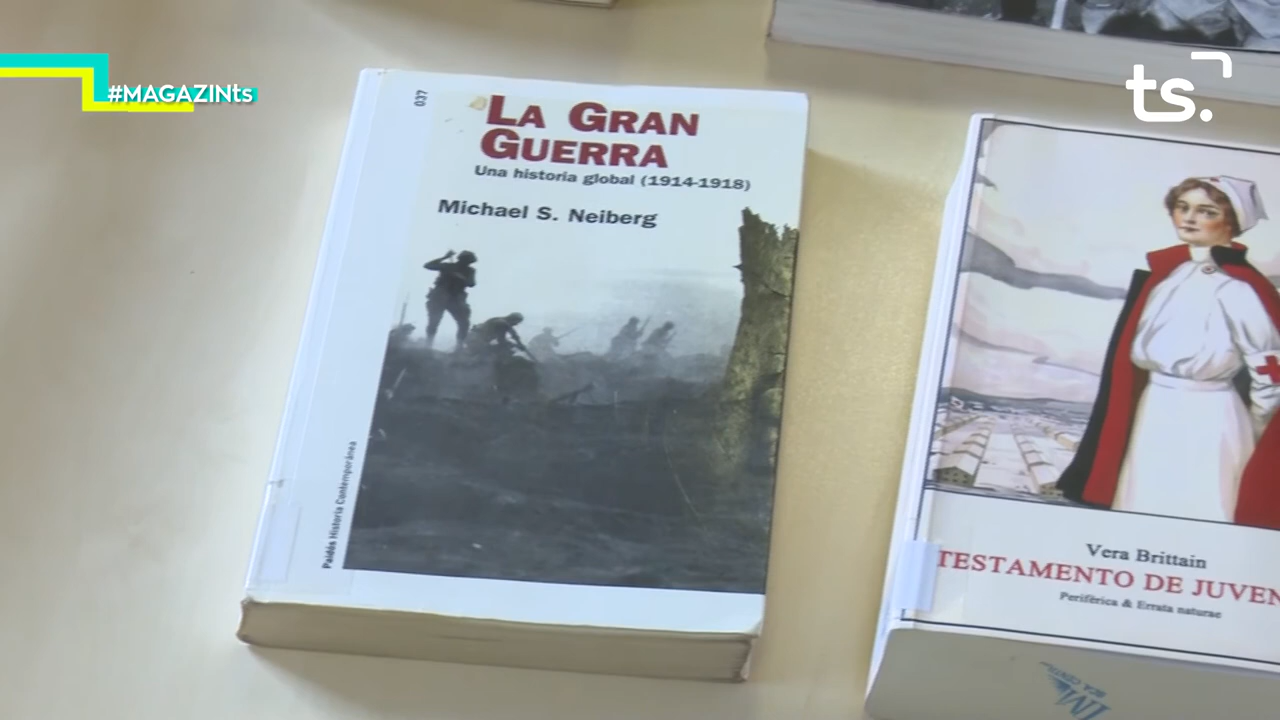 #MAGAZINts
ts.
037
LA GRAN
GUERRA
Una historia global (1914-1918)
Michael S. Neiberg
Paidós Historia Contemporánea
Vera Brittain
TESTAMENTO DE JUVEN
Periférica & Errata naturae